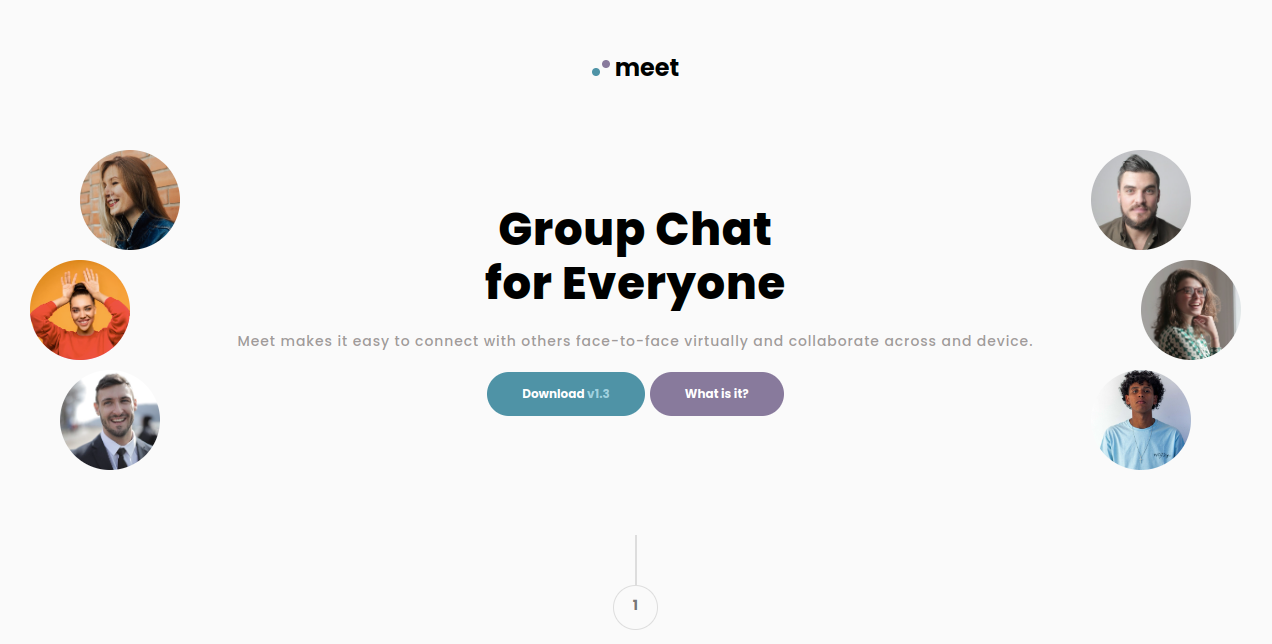 meet
Group Chat
for Everyone
Meet makes it easy to connect with others face-to-face virtually and collaborate across and device.
Download v1.3
What is it?
1